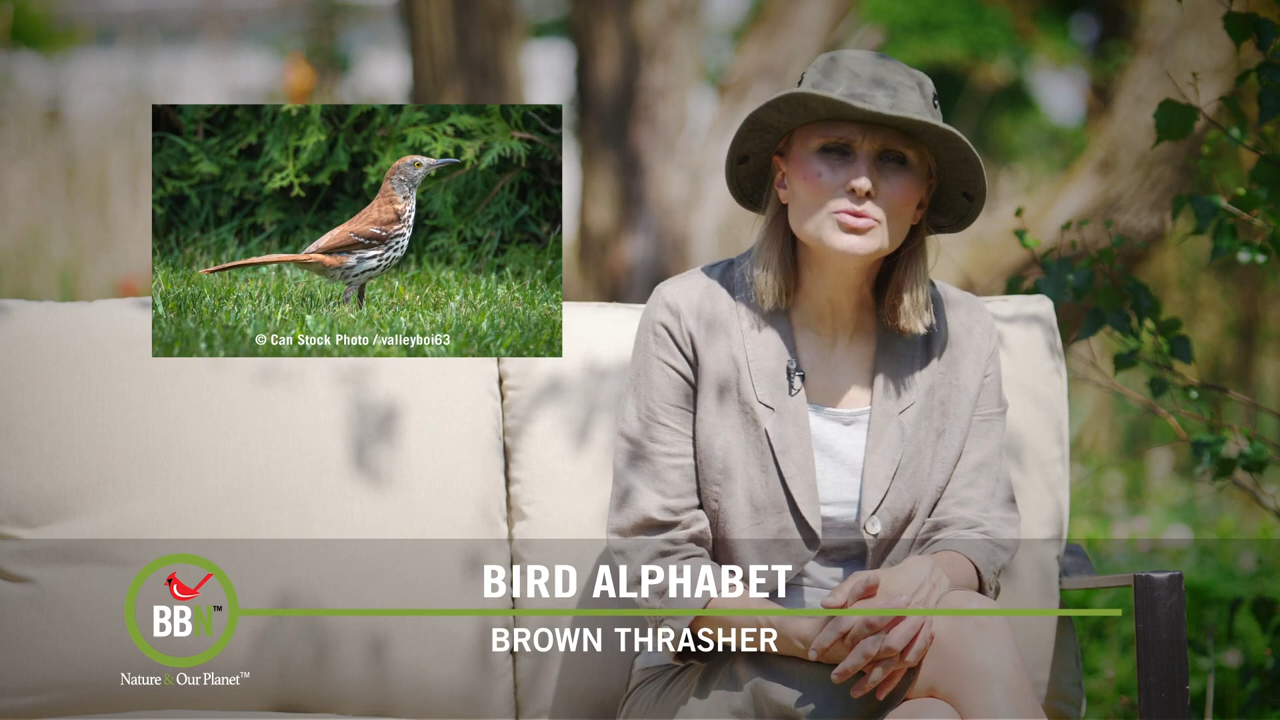 © Can Stock Photo / valleyboi63
BIRD ALPHABET
BBN™
BROWN THRASHER
Nature & Our Planet™